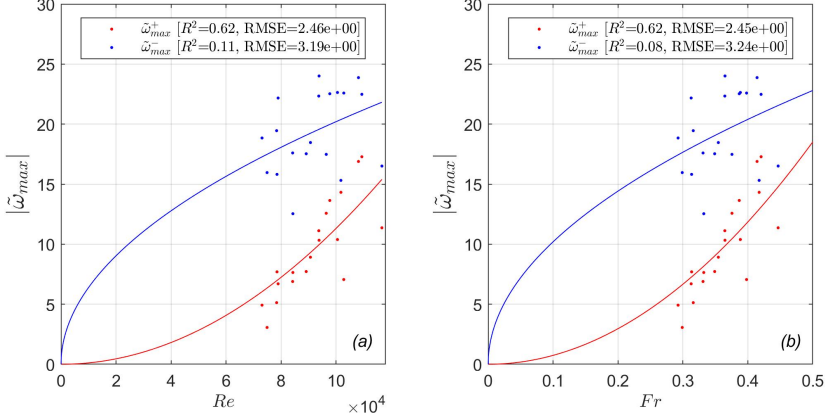 ω̃⁺max [R²=0.62, RMSE=2.46e+00]
ω̃⁻max [R²=0.11, RMSE=3.19e+00]
30
25
20
15
10
5
0
|ω̃max|
(a)
0 2 4 6 8 10
×10⁴
Re
ω̃⁺max [R²=0.62, RMSE=2.45e+00]
ω̃⁻max [R²=0.08, RMSE=3.24e+00]
30
25
20
15
10
5
0
|ω̃max|
(b)
0 0.1 0.2 0.3 0.4 0.5
Fr